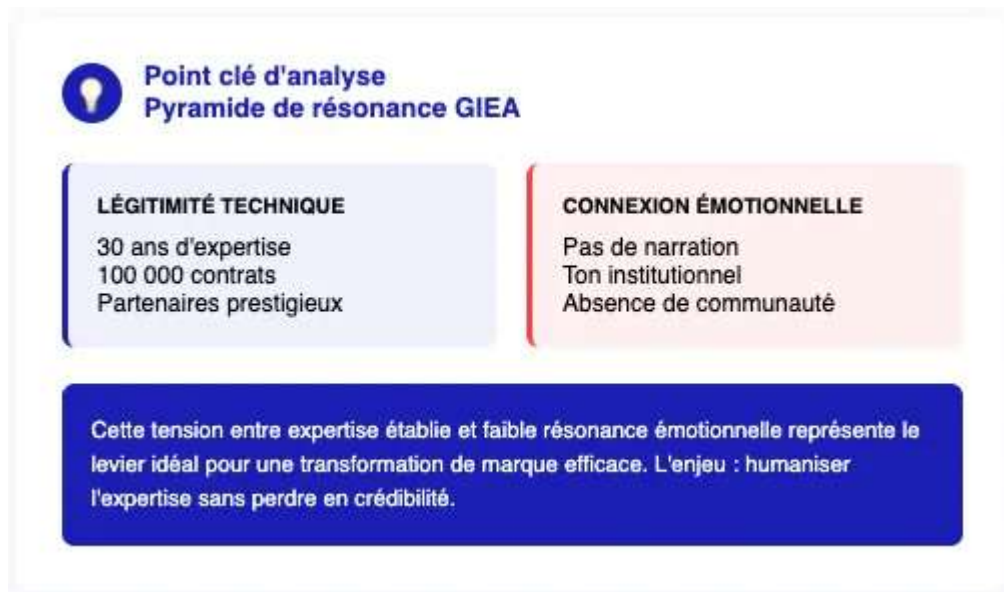 Point clé d'analyse
Pyramide de résonance GIEA
LÉGITIMITÉ TECHNIQUE
30 ans d'expertise
100 000 contrats
Partenaires prestigieux
CONNEXION ÉMOTIONNELLE
Pas de narration
Ton institutionnel
Absence de communauté
Cette tension entre expertise établie et faible résonance émotionnelle représente le
levier idéal pour une transformation de marque efficace. L'enjeu : humaniser
l'expertise sans perdre en crédibilité.